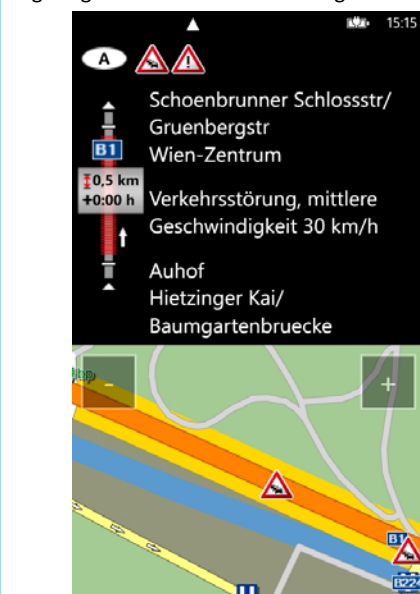 15:15
A
Schoenbrunner Schlossstr/
Gruenbergstr
B1
Wien-Zentrum
0,5 km
+0:00 h
Verkehrsstörung, mittlere
Geschwindigkeit 30 km/h
Auhof
Hietzinger Kai/
Baumgartenbruecke
-
+
B1
B224